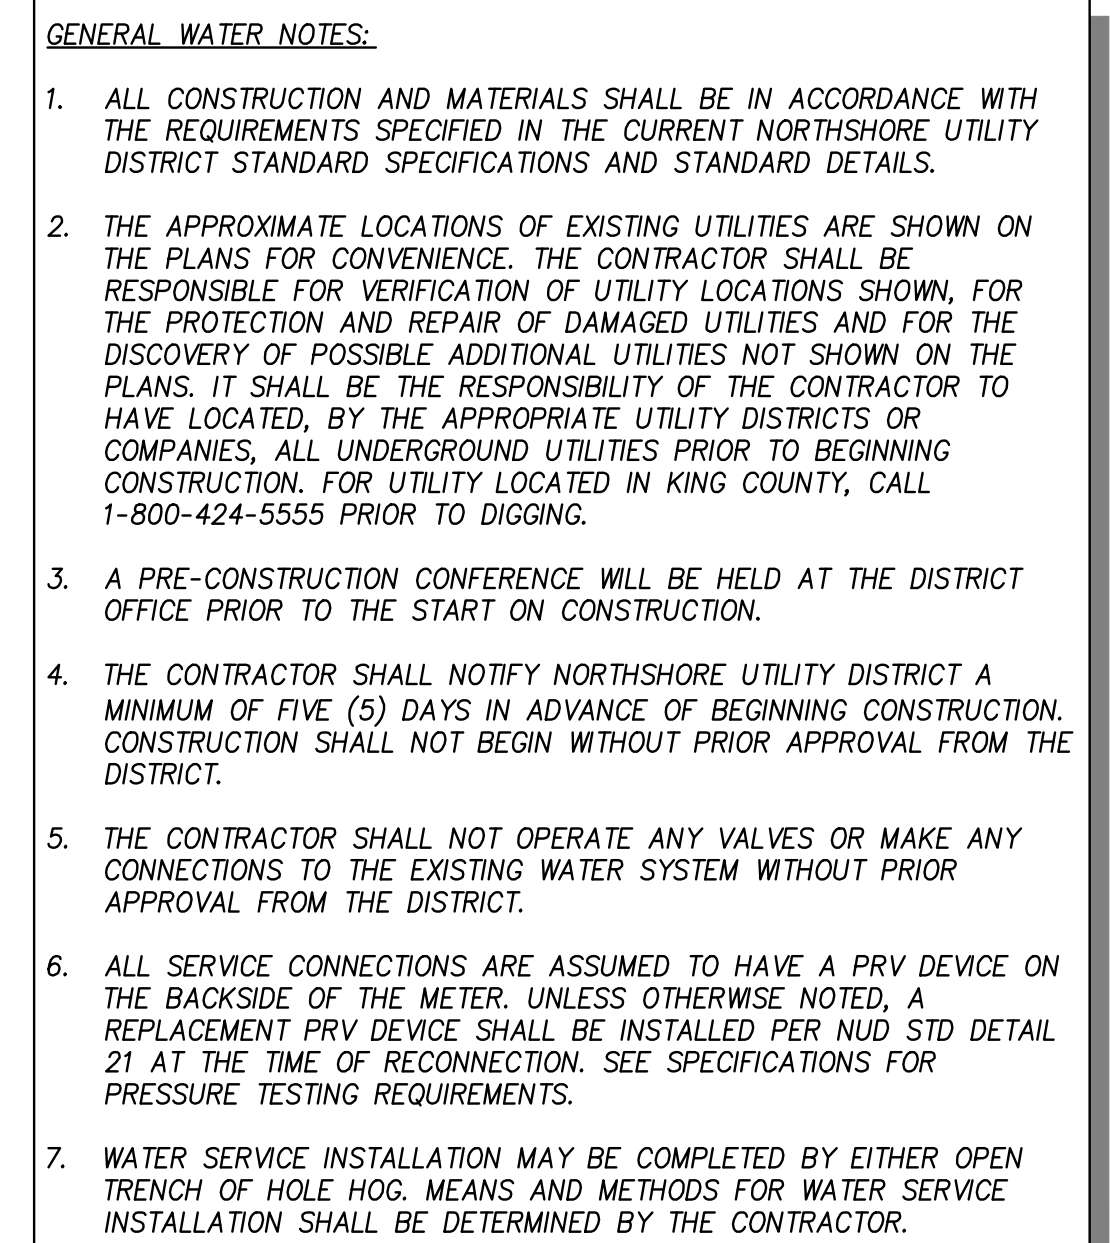 GENERAL WATER NOTES:
1. ALL CONSTRUCTION AND MATERIALS SHALL BE IN ACCORDANCE WITH
THE REQUIREMENTS SPECIFIED IN THE CURRENT NORTHSHORE UTILITY
DISTRICT STANDARD SPECIFICATIONS AND STANDARD DETAILS.
2. THE APPROXIMATE LOCATIONS OF EXISTING UTILITIES ARE SHOWN ON
THE PLANS FOR CONVENIENCE. THE CONTRACTOR SHALL BE
RESPONSIBLE FOR VERIFICATION OF UTILITY LOCATIONS SHOWN, FOR
THE PROTECTION AND REPAIR OF DAMAGED UTILITIES AND FOR THE
DISCOVERY OF POSSIBLE ADDITIONAL UTILITIES NOT SHOWN ON THE
PLANS. IT SHALL BE THE RESPONSIBILITY OF THE CONTRACTOR TO
HAVE LOCATED, BY THE APPROPRIATE UTILITY DISTRICTS OR
COMPANIES, ALL UNDERGROUND UTILITIES PRIOR TO BEGINNING
CONSTRUCTION. FOR UTILITY LOCATED IN KING COUNTY, CALL
1-800-424-5555 PRIOR TO DIGGING.
3. A PRE-CONSTRUCTION CONFERENCE WILL BE HELD AT THE DISTRICT
OFFICE PRIOR TO THE START ON CONSTRUCTION.
4. THE CONTRACTOR SHALL NOTIFY NORTHSHORE UTILITY DISTRICT A
MINIMUM OF FIVE (5) DAYS IN ADVANCE OF BEGINNING CONSTRUCTION.
CONSTRUCTION SHALL NOT BEGIN WITHOUT PRIOR APPROVAL FROM THE
DISTRICT.
5. THE CONTRACTOR SHALL NOT OPERATE ANY VALVES OR MAKE ANY
CONNECTIONS TO THE EXISTING WATER SYSTEM WITHOUT PRIOR
APPROVAL FROM THE DISTRICT.
6. ALL SERVICE CONNECTIONS ARE ASSUMED TO HAVE A PRV DEVICE ON
THE BACKSIDE OF THE METER. UNLESS OTHERWISE NOTED, A
REPLACEMENT PRV DEVICE SHALL BE INSTALLED PER NUD STD DETAIL
21 AT THE TIME OF RECONNECTION. SEE SPECIFICATIONS FOR
PRESSURE TESTING REQUIREMENTS.
7. WATER SERVICE INSTALLATION MAY BE COMPLETED BY EITHER OPEN
TRENCH OF HOLE HOG. MEANS AND METHODS FOR WATER SERVICE
INSTALLATION SHALL BE DETERMINED BY THE CONTRACTOR.